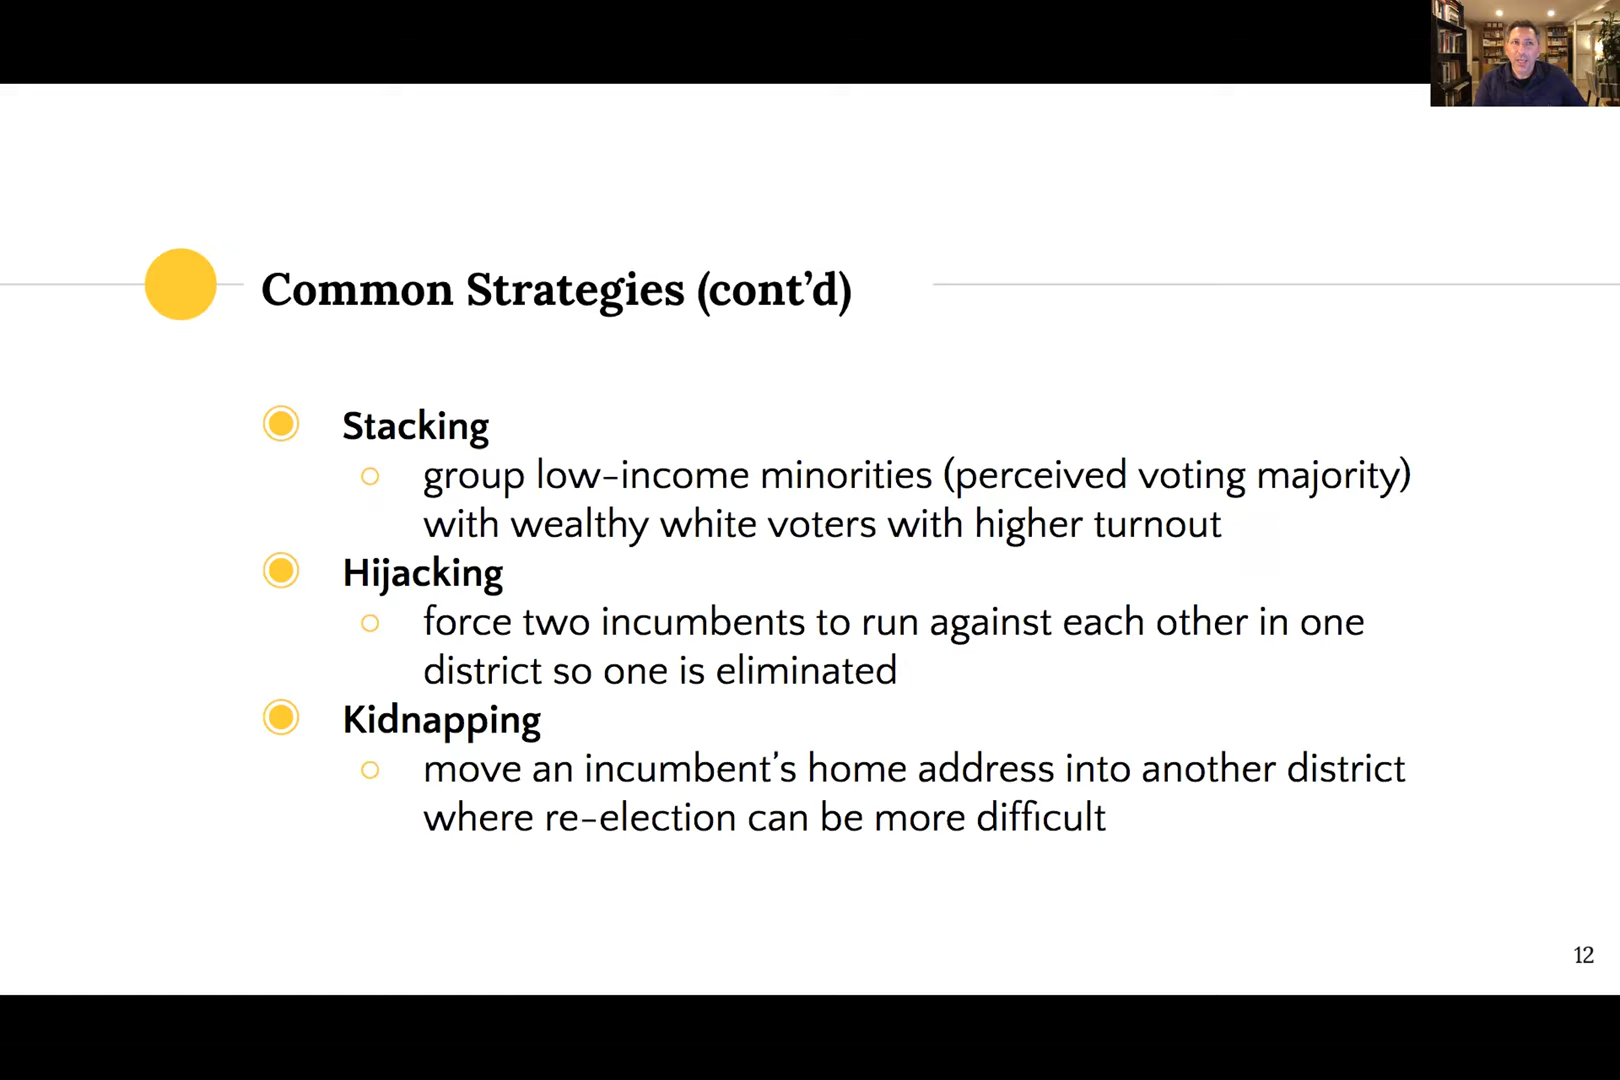 Common Strategies (cont’d)
Stacking
group low-income minorities (perceived voting majority)
with wealthy white voters with higher turnout
Hijacking
force two incumbents to run against each other in one
district so one is eliminated
Kidnapping
move an incumbent’s home address into another district
where re-election can be more difficult
12